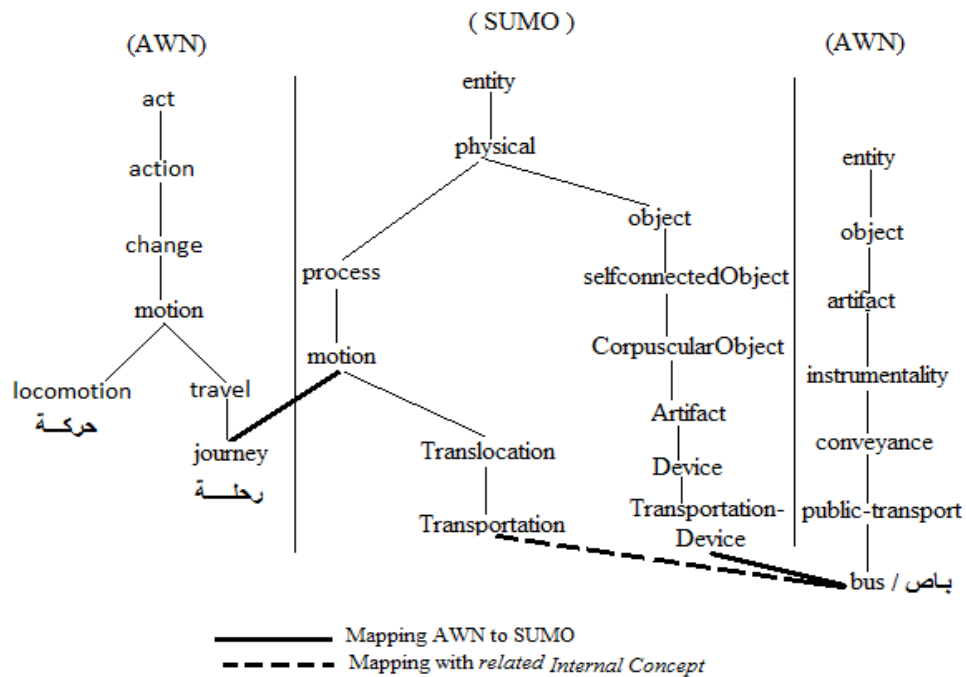 (AWN)
act
action
change
motion
locomotion
حركـــة
travel
journey
رحلـــــة
( SUMO )
entity
physical
process
motion
Translocation
Transportation
object
selfconnectedObject
CorpuscularObject
Artifact
Device
Transportation-
Device
(AWN)
entity
object
artifact
instrumentality
conveyance
public-transport
bus / باص
Mapping AWN to SUMO
Mapping with related Internal Concept